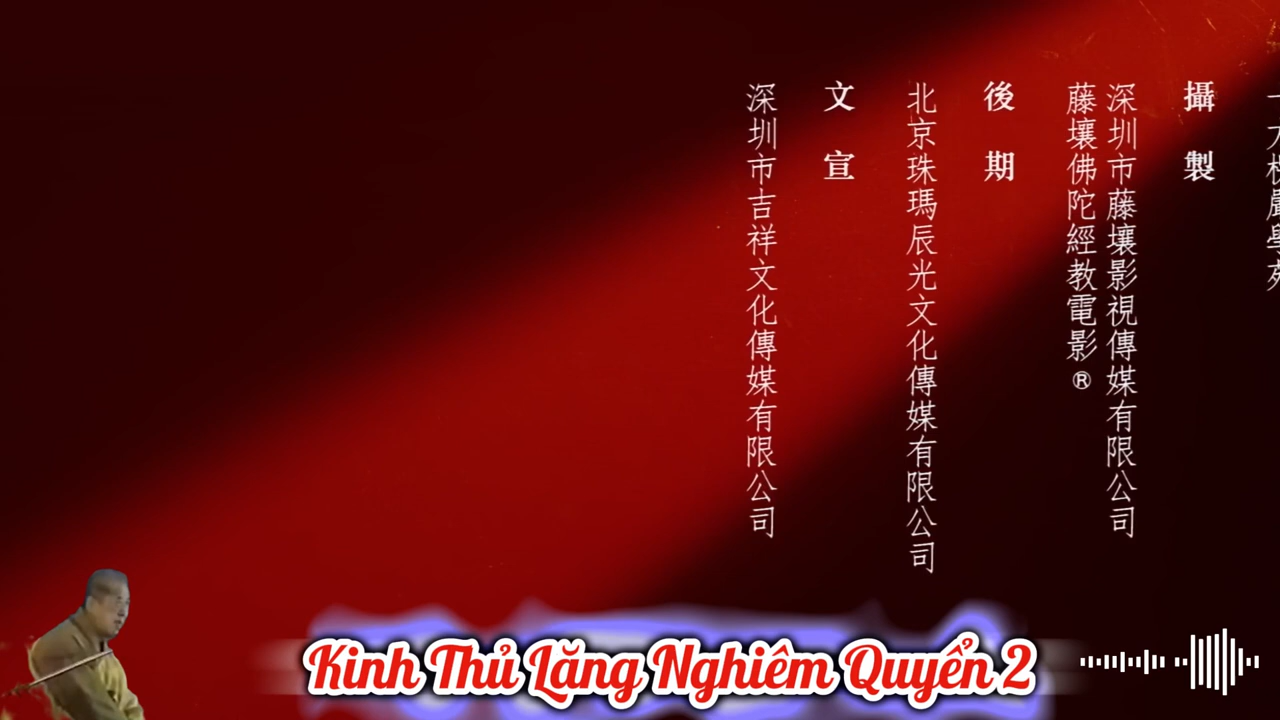 攝製
深圳市藤壤影視傳媒有限公司
藤壤佛陀經教電影®
後期
北京珠瑪辰光文化傳媒有限公司
文宣
深圳市吉祥文化傳媒有限公司
Kinh Thủ Lăng Nghiêm Quyển 2